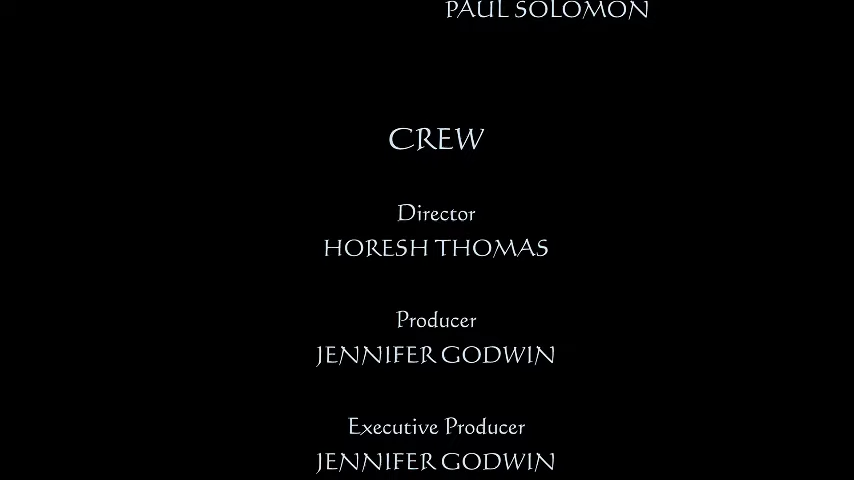 PAUL SOLOMON
CREW
Director
HORESH THOMAS
Producer
JENNIFER GODWIN
Executive Producer
JENNIFER GODWIN